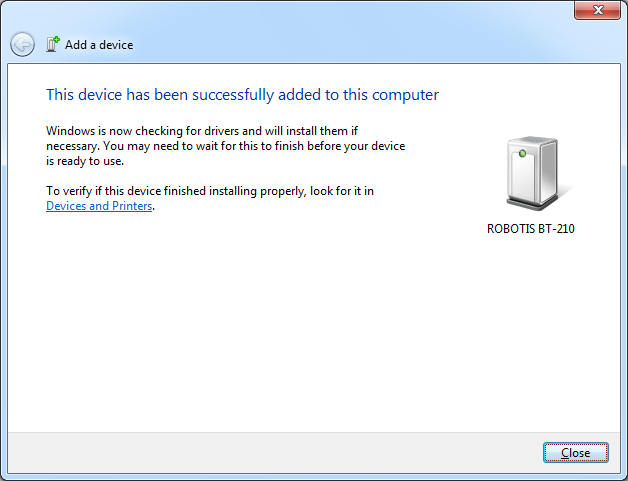 Add a device
This device has been successfully added to this computer
Windows is now checking for drivers and will install them if
necessary. You may need to wait for this to finish before your device
is ready to use.
To verify if this device finished installing properly, look for it in
Devices and Printers.
ROBOTIS BT-210
Close